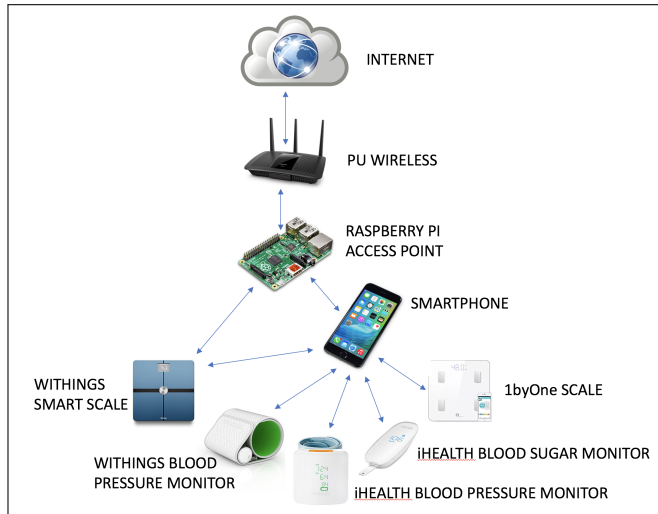 INTERNET
PU WIRELESS
RASPBERRY PI
ACCESS POINT
SMARTPHONE
WITHINGS
SMART SCALE
1byOne SCALE
iHEALTH BLOOD SUGAR MONITOR
WITHINGS BLOOD
PRESSURE MONITOR
iHEALTH BLOOD PRESSURE MONITOR